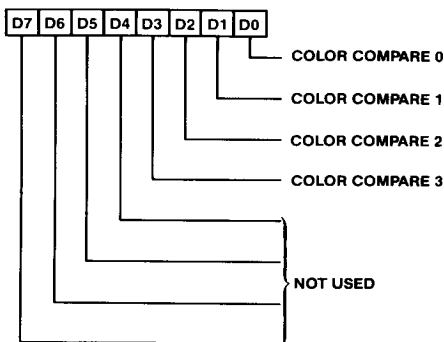 D7 D6 D5 D4 D3 D2 D1 D0
COLOR COMPARE 0
COLOR COMPARE 1
COLOR COMPARE 2
COLOR COMPARE 3
NOT USED